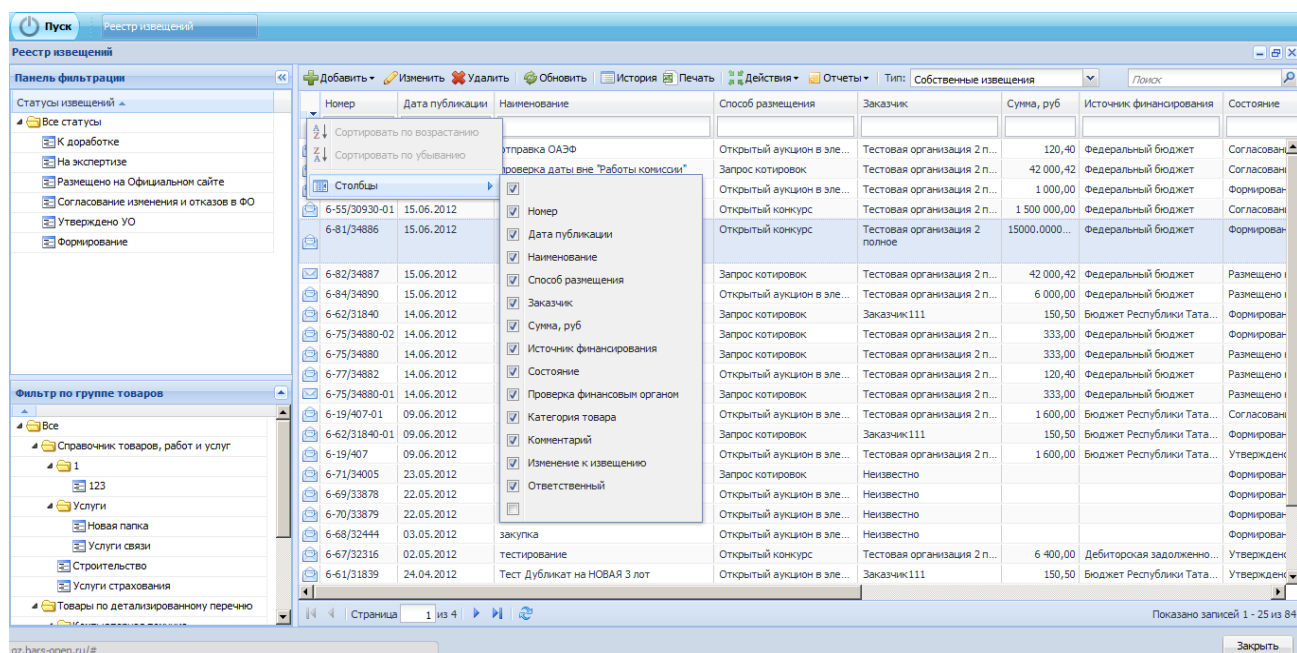 Пуск Реестр извещений
Реестр извещений
Панель фильтрации
Добавить Изменить Удалить Обновить История Печать Действия Отчеты Тип: Собственные извещения Поиск
Статусы извещений
Все статусы
К доработке
На экспертизе
Размещено на Официальном сайте
Согласование изменения и отказов в ФО
Утверждено УО
Формирование
Фильтр по группе товаров
Все
Справочник товаров, работ и услуг
1
123
Услуги
Новая папка
Услуги связи
Строительство
Услуги страхования
Товары по детализированному перечню
Номер Дата публикации Наименование Способ размещения Заказчик Сумма, руб Источник финансирования Состояние
отправка ОАЭФ Открытый аукцион в эле... Тестовая организация 2 п... 120,40 Федеральный бюджет Согласовани
проверка даты вне "Работы комиссии" Запрос котировок Тестовая организация 2 п... 42 000,42 Федеральный бюджет Согласовани
Открытый аукцион в эле... Тестовая организация 2 п... 1 000,00 Федеральный бюджет Формирован
6-55/30930-01 15.06.2012 Открытый конкурс Тестовая организация 2 п... 1 500 000,00 Федеральный бюджет Согласовани
6-81/34886 15.06.2012 Открытый конкурс Тестовая организация 2 15000.0000... Федеральный бюджет Формирован
полное
6-82/34887 15.06.2012 Запрос котировок Тестовая организация 2 п... 42 000,42 Федеральный бюджет Размещено н
6-84/34890 15.06.2012 Открытый аукцион в эле... Тестовая организация 2 п... 6 000,00 Федеральный бюджет Размещено н
6-62/31840 14.06.2012 Запрос котировок Заказчик111 150,50 Бюджет Республики Тата... Формирован
6-75/34880-02 14.06.2012 Запрос котировок Тестовая организация 2 п... 333,00 Федеральный бюджет Формирован
6-75/34880 14.06.2012 Запрос котировок Тестовая организация 2 п... 333,00 Федеральный бюджет Размещено н
6-77/34882 14.06.2012 Открытый аукцион в эле... Тестовая организация 2 п... 120,40 Федеральный бюджет Размещено н
6-75/34880-01 14.06.2012 Запрос котировок Тестовая организация 2 п... 333,00 Федеральный бюджет Размещено н
6-19/407-01 09.06.2012 Открытый аукцион в эле... Тестовая организация 2 п... 1 600,00 Бюджет Республики Тата... Согласовани
6-62/31840-01 09.06.2012 Запрос котировок Заказчик111 150,50 Бюджет Республики Тата... Формирован
6-19/407 09.06.2012 Открытый аукцион в эле... Тестовая организация 2 п... 1 600,00 Бюджет Республики Тата... Утверждено
6-71/34005 23.05.2012 Запрос котировок Неизвестно Формирован
6-69/33878 22.05.2012 Открытый аукцион в эле... Неизвестно Формирован
6-70/33879 22.05.2012 Открытый аукцион в эле... Неизвестно Формирован
6-68/32444 03.05.2012 закупка Открытый аукцион в эле... Неизвестно Формирован
6-67/32316 02.05.2012 тестирование Открытый конкурс Тестовая организация 2 п... 6 400,00 Дебиторская задолженно... Утверждено
6-61/31839 24.04.2012 Тест Дубликат на НОВАЯ 3 лот Открытый аукцион в эле... Заказчик111 150,50 Бюджет Республики Тата... Утверждено
Сортировать по возрастанию
Сортировать по убыванию
Столбцы
Номер
Дата публикации
Наименование
Способ размещения
Заказчик
Сумма, руб
Источник финансирования
Состояние
Проверка финансовым органом
Категория товара
Комментарий
Изменение к извещению
Ответственный
Страница 1 из 4 Показано записей 1 - 25 из 84
Закрыть
gz.bars-open.ru/#